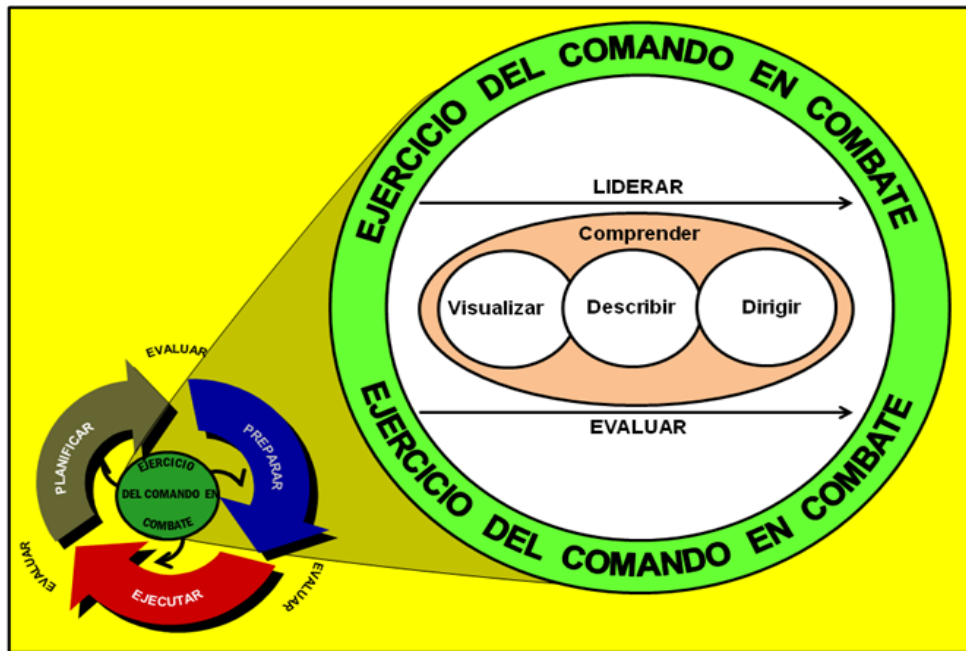 EJERCICIO DEL COMANDO EN COMBATE
LIDERAR
Comprender
Visualizar
Describir
Dirigir
EVALUAR
EJERCICIO DEL COMANDO EN COMBATE
EVALUAR
PLANIFICAR
PREPARAR
EJERCICIO
DEL COMANDO EN
COMBATE
EVALUAR
EVALUAR
EJECUTAR